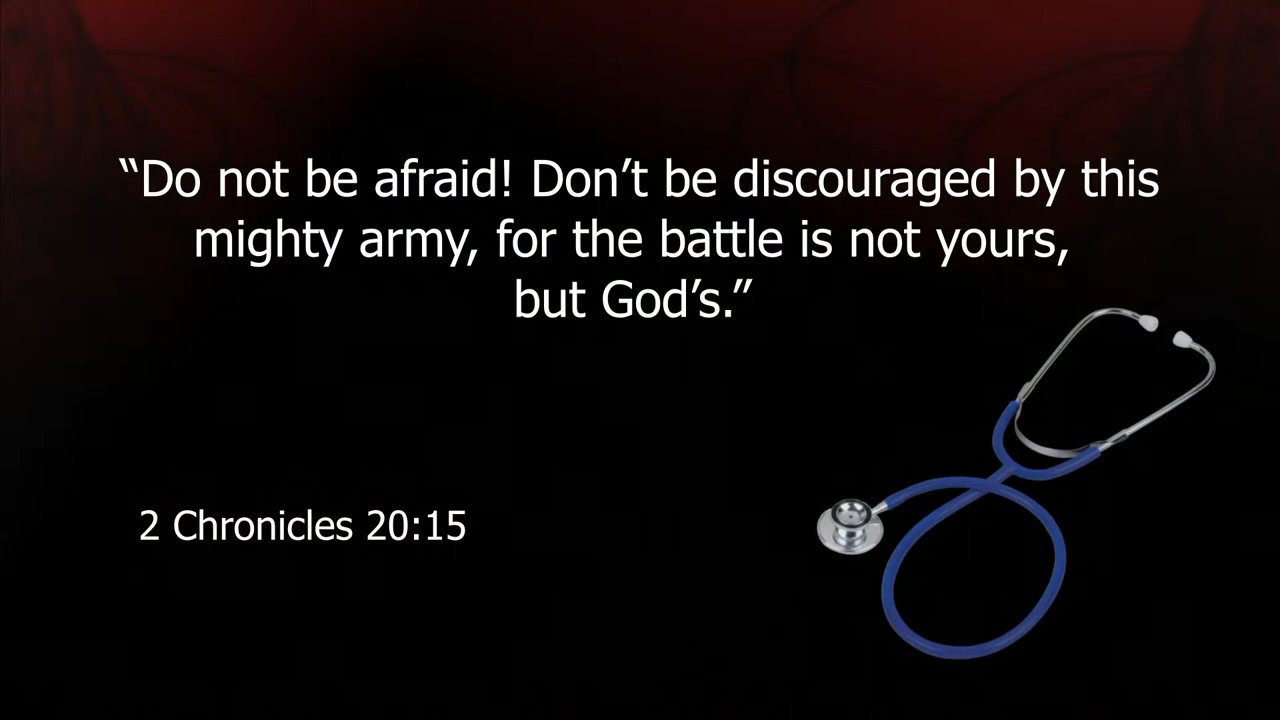 “Do not be afraid! Don’t be discouraged by this
mighty army, for the battle is not yours,
but God’s.”
2 Chronicles 20:15